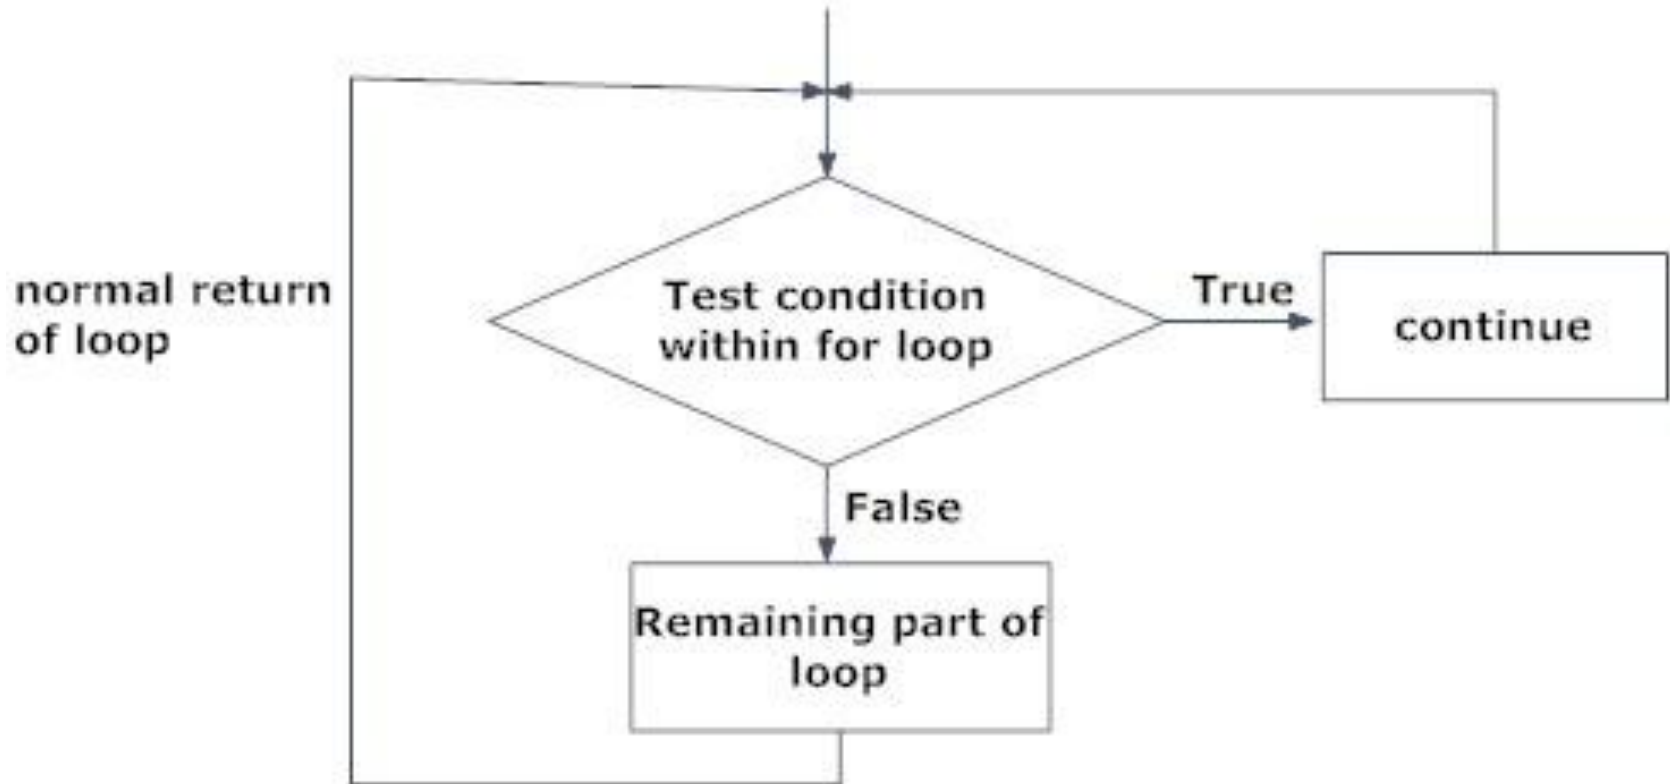 normal return
of loop
Test condition
within for loop
True
continue
False
Remaining part of
loop